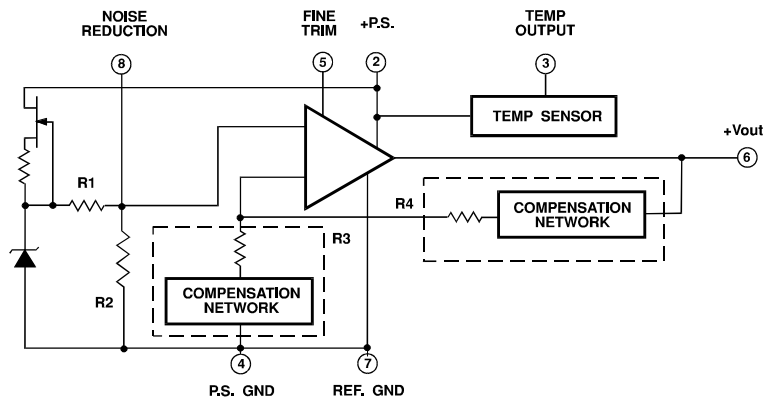 NOISE
REDUCTION
8
FINE
TRIM
5
+P.S.
2
TEMP
OUTPUT
3
TEMP SENSOR
+Vout
6
R1
R4
COMPENSATION
NETWORK
R3
R2
COMPENSATION
NETWORK
4
P.S. GND
7
REF. GND